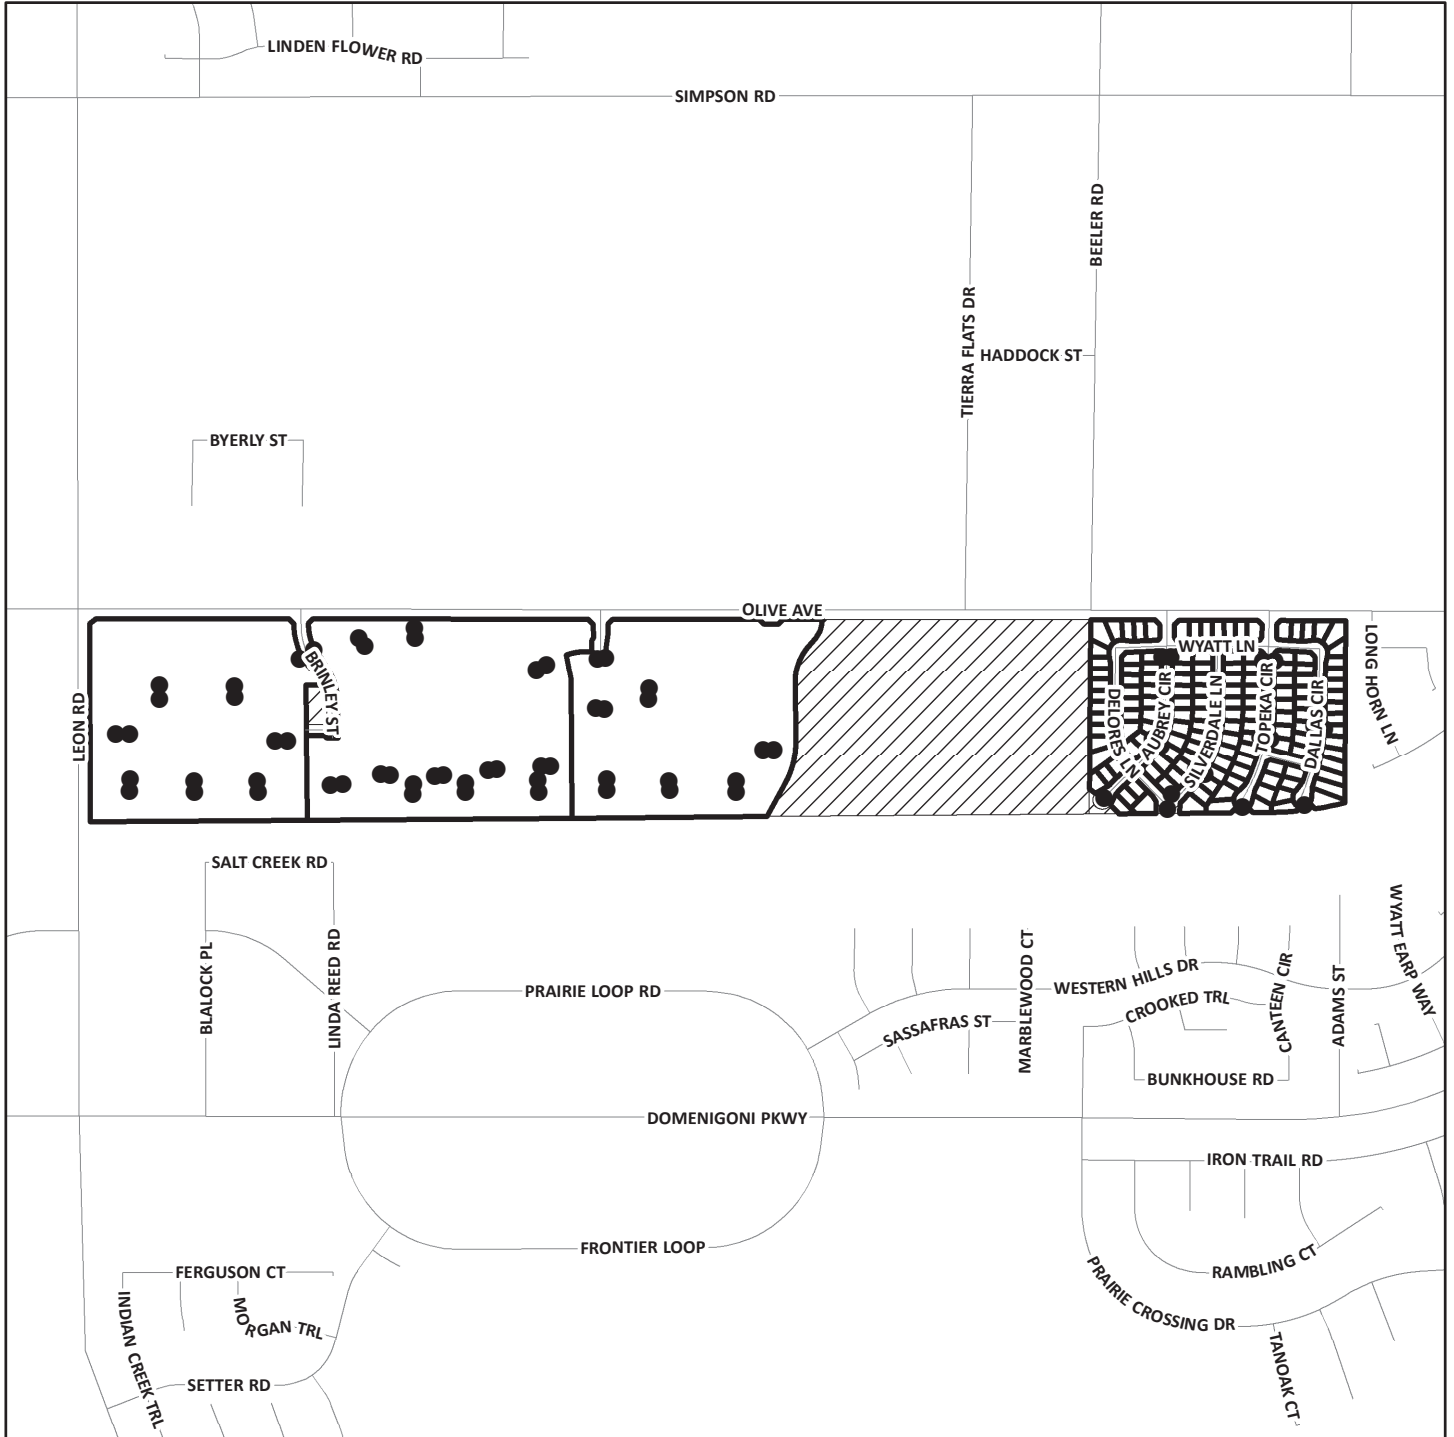 LINDEN FLOWER RD
SIMPSON RD
BEELER RD
TIERRA FLATS DR
HADDOCK ST
BYERLY ST
OLIVE AVE
LEON RD
BRINLEY ST
WYATT LN
DELORES LN
AUBREY CIR
SILVERDALE LN
TOPEKA CIR
DALLAS CIR
LONG HORN LN
SALT CREEK RD
BLALOCK PL
LINDA REED RD
PRAIRIE LOOP RD
SASSAFRAS ST
MARBLEWOOD CT
WESTERN HILLS DR
CROOKED TRL
CANTEEN CIR
ADAMS ST
WYATT EARP WAY
BUNKHOUSE RD
DOMENIGONI PKWY
IRON TRAIL RD
FRONTIER LOOP
RAMBLING CT
PRAIRIE CROSSING DR
TANOAK CT
FERGUSON CT
MORGAN TRL
INDIAN CREEK TRL
SETTER RD